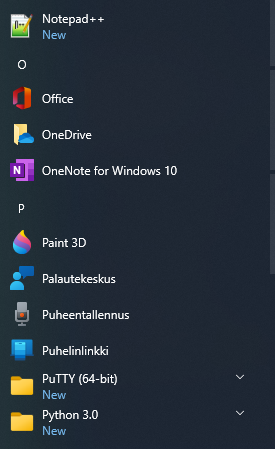 Notepad++
New
O
Office
OneDrive
OneNote for Windows 10
P
Paint 3D
Palautekeskus
Puheentallennus
Puhelinlinkki
PuTTY (64-bit)
New
Python 3.0
New